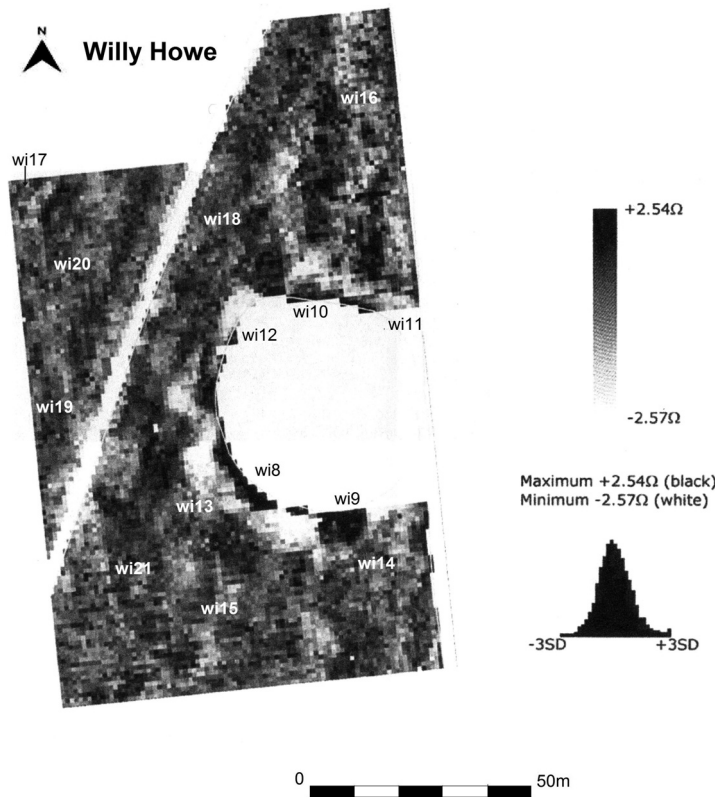 N
Willy Howe
wi16
wi17
wi18
wi20
wi10
wi11
wi12
wi19
wi8
wi9
wi13
wi14
wi21
wi15
+2.54Ω
-2.57Ω
Maximum +2.54Ω (black)
Minimum -2.57Ω (white)
-3SD +3SD
0 50m